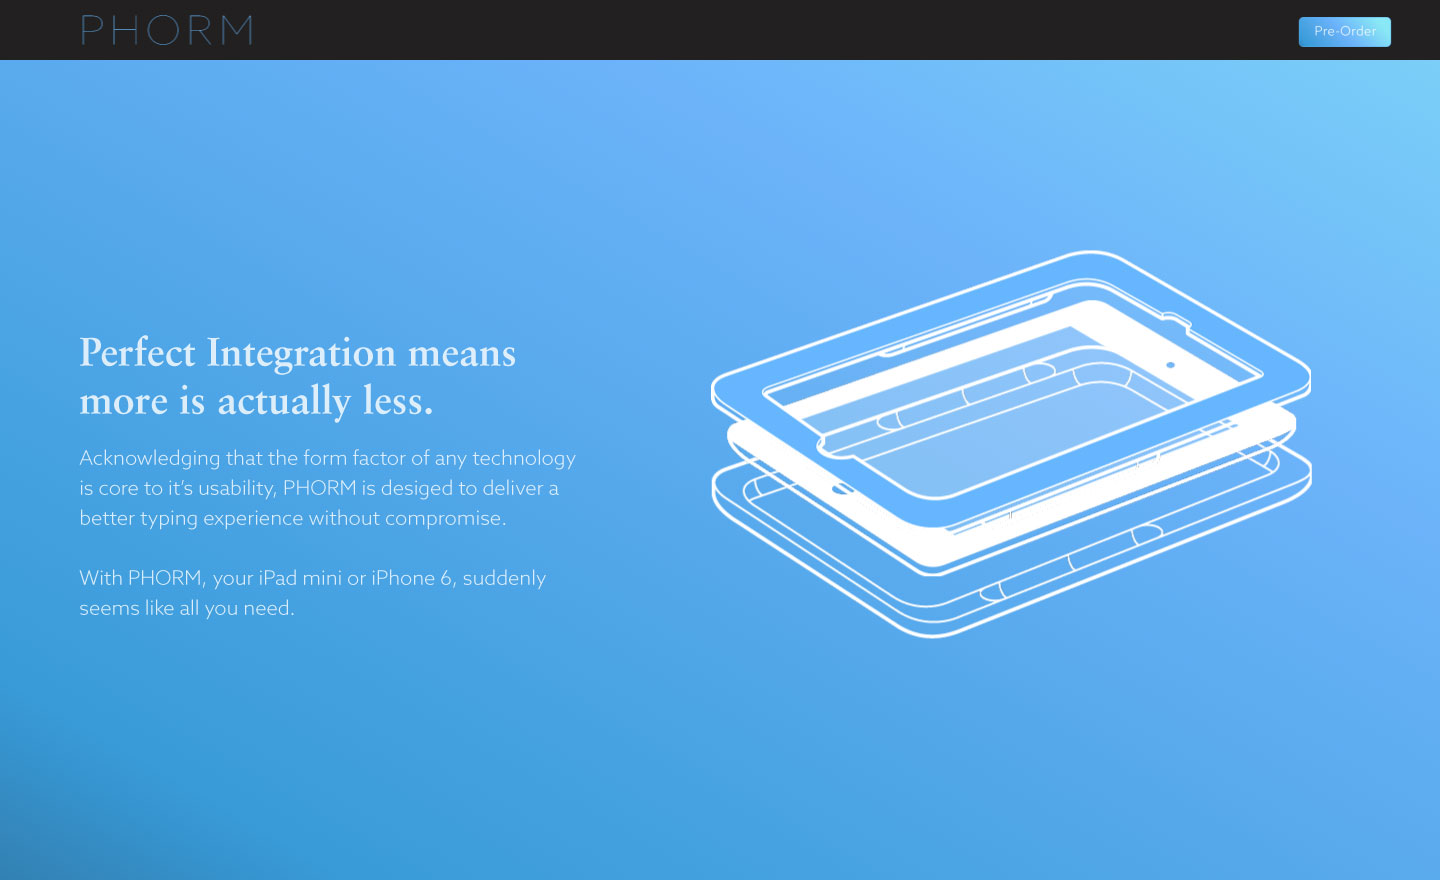 PHORM
Pre-Order
Perfect Integration means
more is actually less.
Acknowledging that the form factor of any technology
is core to it’s usability, PHORM is desiged to deliver a
better typing experience without compromise.
With PHORM, your iPad mini or iPhone 6, suddenly
seems like all you need.